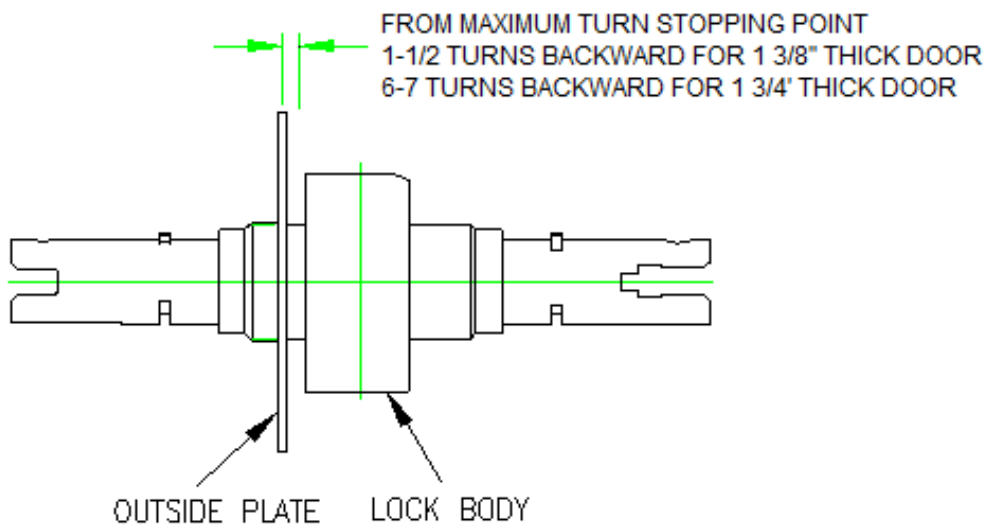 FROM MAXIMUM TURN STOPPING POINT
1-1/2 TURNS BACKWARD FOR 1 3/8" THICK DOOR
6-7 TURNS BACKWARD FOR 1 3/4' THICK DOOR
OUTSIDE PLATE
LOCK BODY